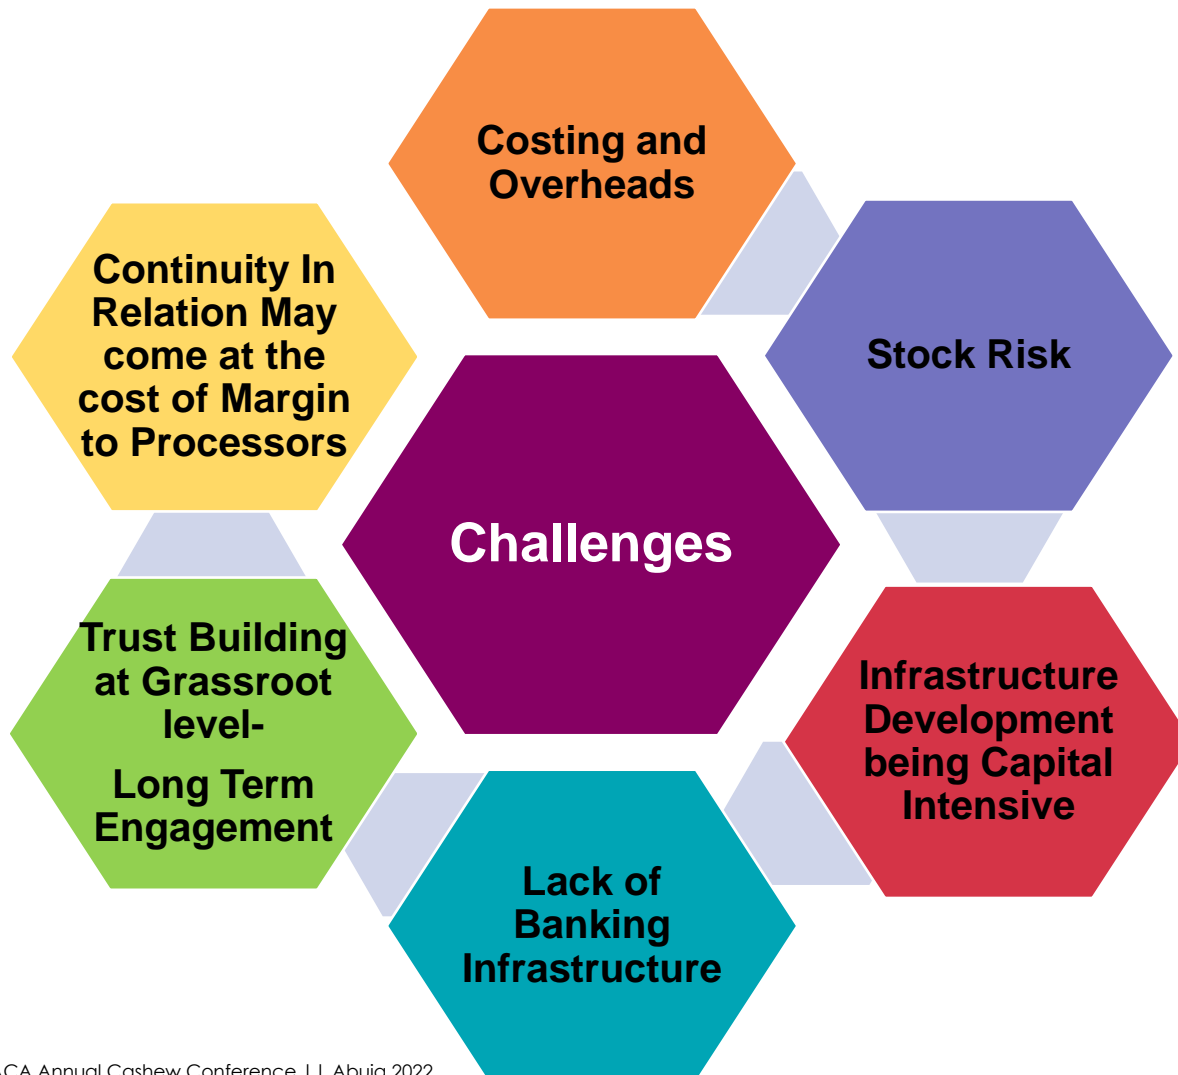 Costing and
Overheads
Stock Risk
Infrastructure
Development
being Capital
Intensive
Lack of
Banking
Infrastructure
Trust Building
at Grassroot
level-
Long Term
Engagement
Continuity In
Relation May
come at the
cost of Margin
to Processors
Challenges
ACA Annual Cashew Conference I I Abuja 2022